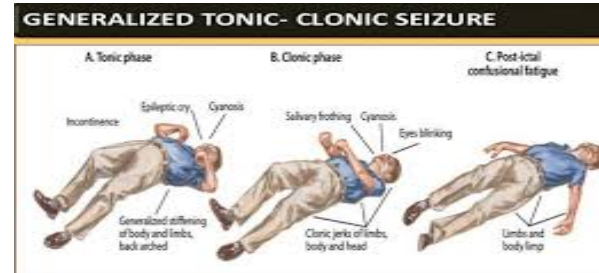 GENERALIZED TONIC- CLONIC SEIZURE
A. Tonic phase
B. Clonic phase
C. Post-ictal
confusional fatigue
Incontinence
Epileptic cry
Cyanosis
Generalized stiffening
of body and limbs,
back arched
Salivary frothing
Cyanosis
Eyes blinking
Clonic jerks of limbs,
body and head
Limbs and
body limp